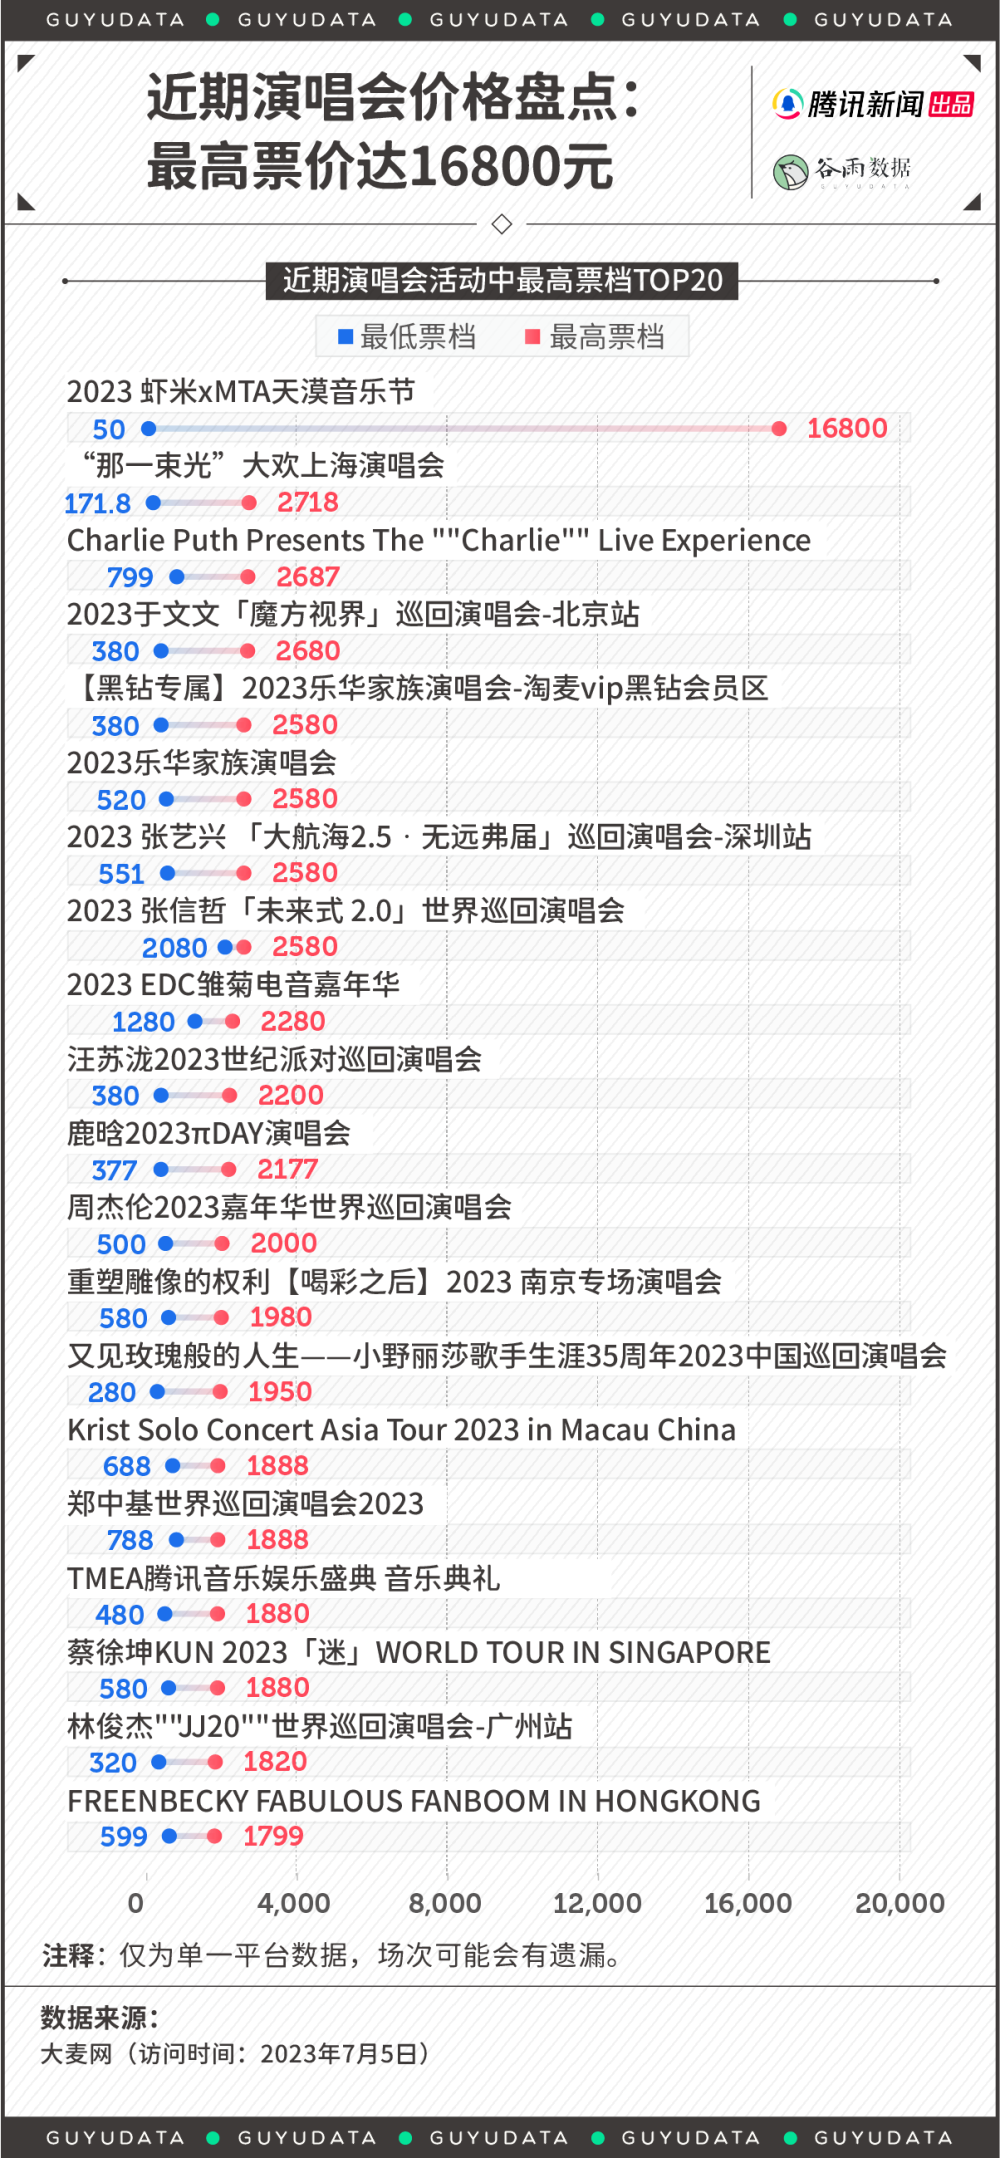 GUYUDATA GUYUDATA GUYUDATA GUYUDATA GUYUDATA
近期演唱会价格盘点：
最高票价达16800元
腾讯新闻 出品
谷雨数据
GUYUDATA
近期演唱会活动中最高票档TOP20
最低票档 最高票档
2023 虾米xMTA天漠音乐节
50 16800
“那一束光”大欢上海演唱会
171.8 2718
Charlie Puth Presents The ""Charlie"" Live Experience
799 2687
2023于文文「魔方视界」巡回演唱会-北京站
380 2680
【黑钻专属】2023乐华家族演唱会-淘麦vip黑钻会员区
380 2580
2023乐华家族演唱会
520 2580
2023 张艺兴 「大航海2.5 · 无远弗届」巡回演唱会-深圳站
551 2580
2023 张信哲「未来式 2.0」世界巡回演唱会
2080 2580
2023 EDC雏菊电音嘉年华
1280 2280
汪苏泷2023世纪派对巡回演唱会
380 2200
鹿晗2023πDAY演唱会
377 2177
周杰伦2023嘉年华世界巡回演唱会
500 2000
重塑雕像的权利【喝彩之后】2023 南京专场演唱会
580 1980
又见玫瑰般的人生——小野丽莎歌手生涯35周年2023中国巡回演唱会
280 1950
Krist Solo Concert Asia Tour 2023 in Macau China
688 1888
郑中基世界巡回演唱会2023
788 1888
TMEA腾讯音乐娱乐盛典 音乐典礼
480 1880
蔡徐坤KUN 2023「迷」WORLD TOUR IN SINGAPORE
580 1880
林俊杰""JJ20""世界巡回演唱会-广州站
320 1820
FREENBECKY FABULOUS FANBOOM IN HONGKONG
599 1799
0 4,000 8,000 12,000 16,000 20,000
注释：仅为单一平台数据，场次可能会有遗漏。
数据来源：
大麦网（访问时间：2023年7月5日）
GUYUDATA GUYUDATA GUYUDATA GUYUDATA GUYUDATA